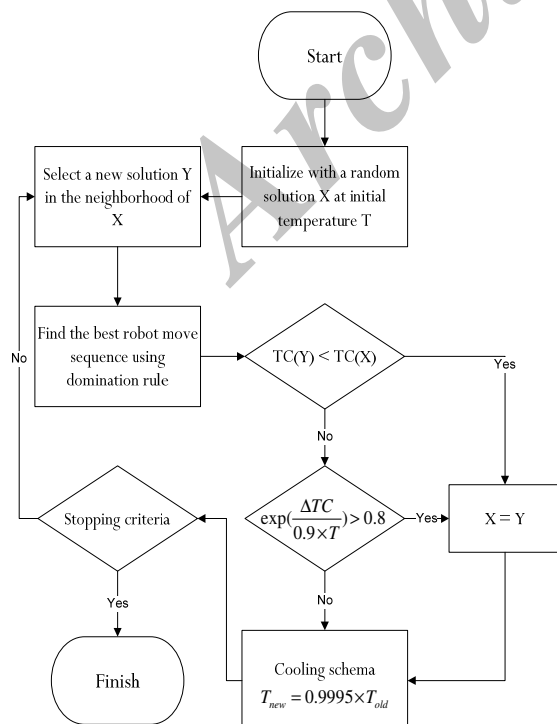 Start
Initialize with a random
solution X at initial
temperature T
Select a new solution Y
in the neighborhood of
X
Find the best robot move
sequence using
domination rule
TC(Y) < TC(X)
Yes
No
exp(ΔTC / 0.9×T) > 0.8
Yes
X = Y
No
Cooling schema
T_new = 0.9995×T_old
Stopping criteria
No
Yes
Finish